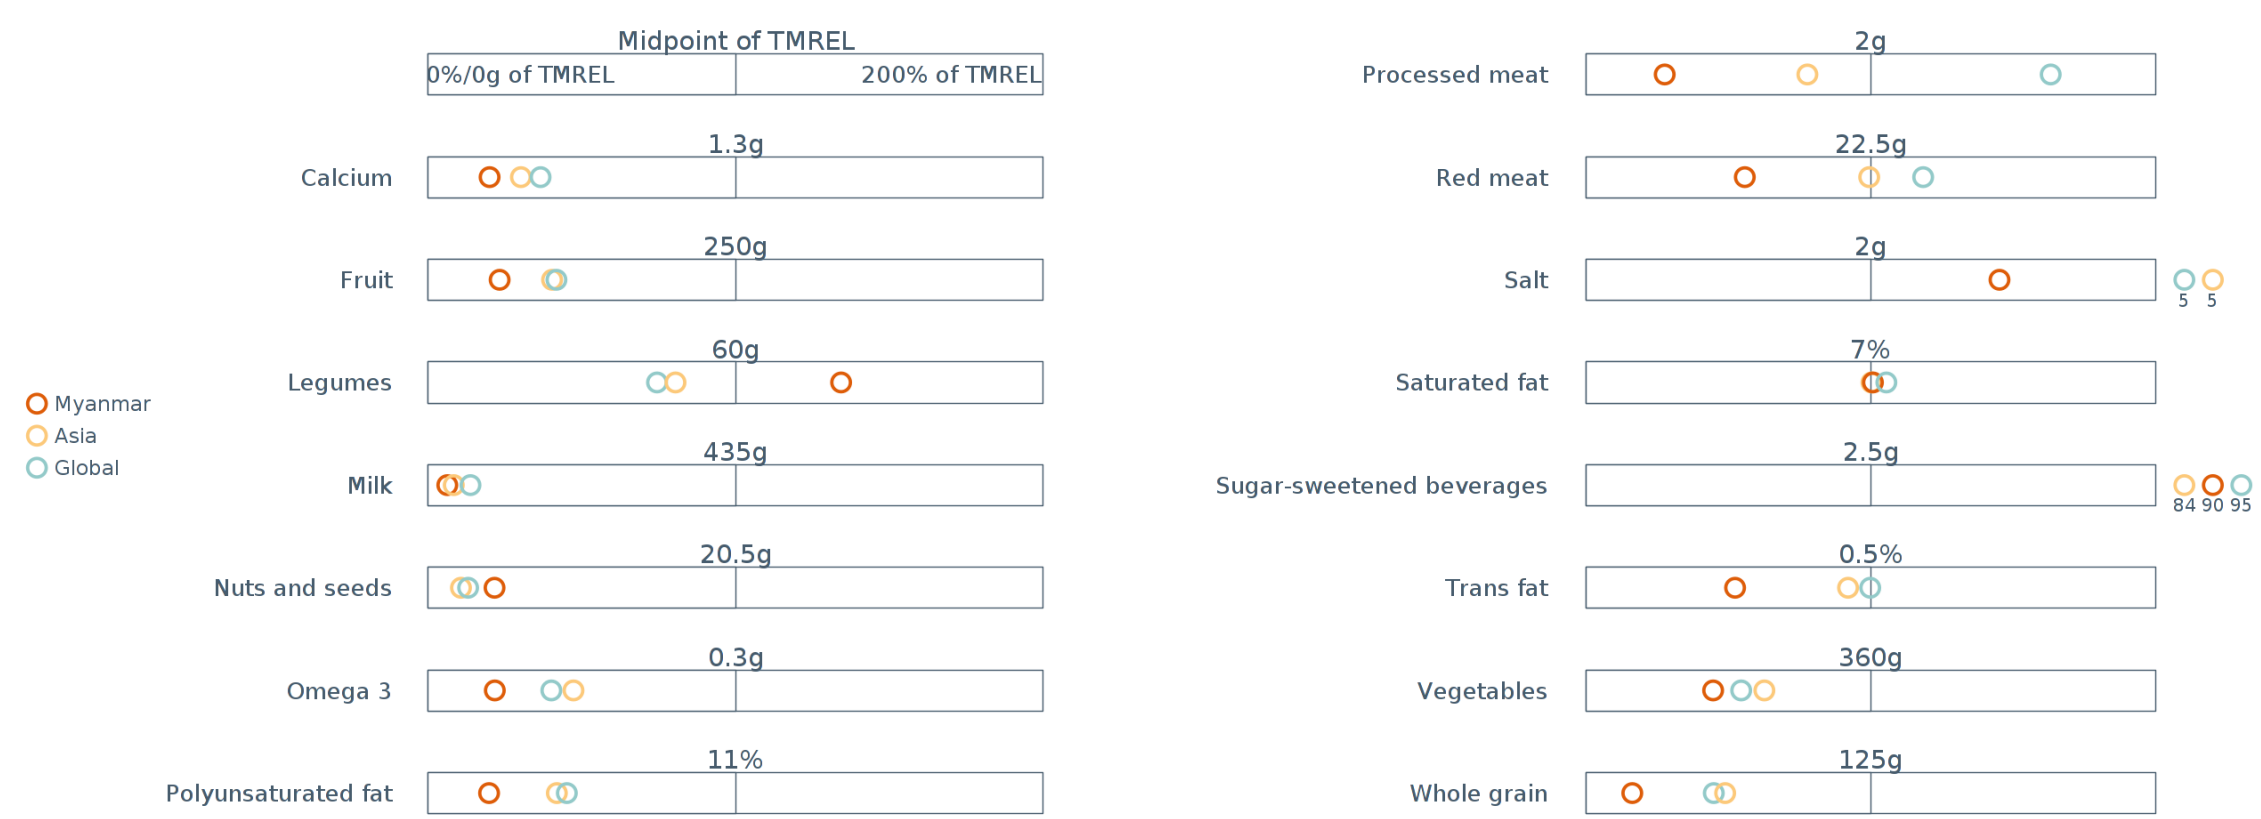 Midpoint of TMREL
0%/0g of TMREL 200% of TMREL
1.3g
Calcium
250g
Fruit
60g
Legumes
435g
Milk
20.5g
Nuts and seeds
0.3g
Omega 3
11%
Polyunsaturated fat
Myanmar
Asia
Global
2g
Processed meat
22.5g
Red meat
2g
Salt
5 5
7%
Saturated fat
2.5g
Sugar-sweetened beverages
84 90 95
0.5%
Trans fat
360g
Vegetables
125g
Whole grain